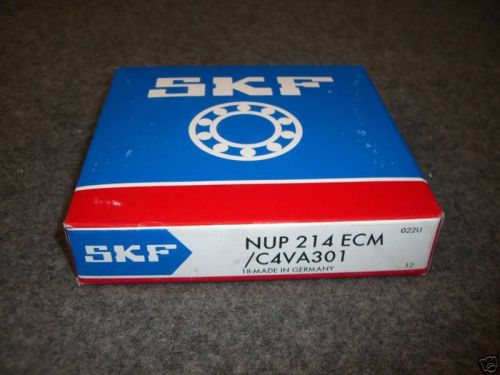 SKF
SKF
NUP 214 ECM
/C4VA301
18-MADE IN GERMANY
022U
12